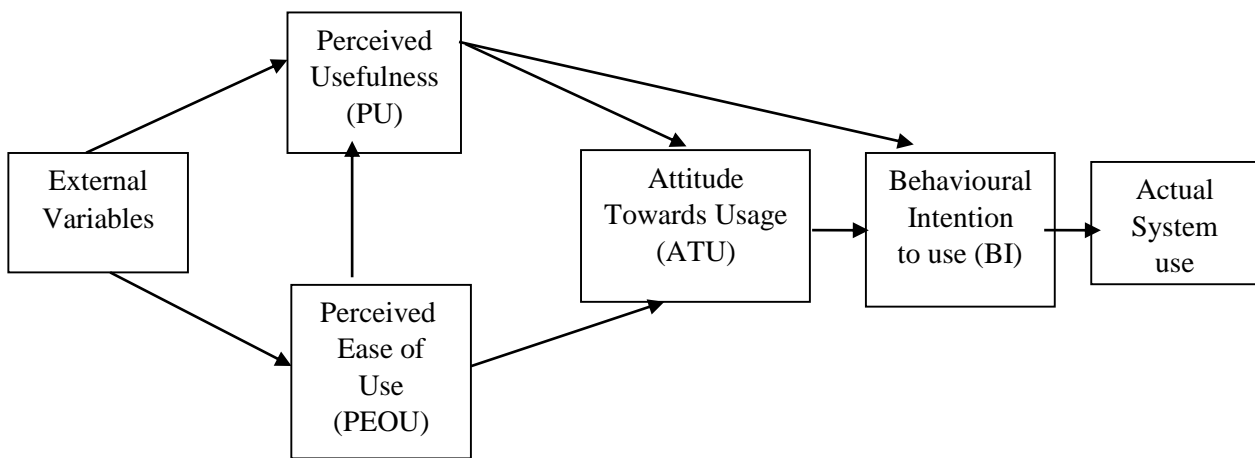 Perceived
Usefulness
(PU)
External
Variables
Perceived
Ease of
Use
(PEOU)
Attitude
Towards Usage
(ATU)
Behavioural
Intention
to use (BI)
Actual
System
use